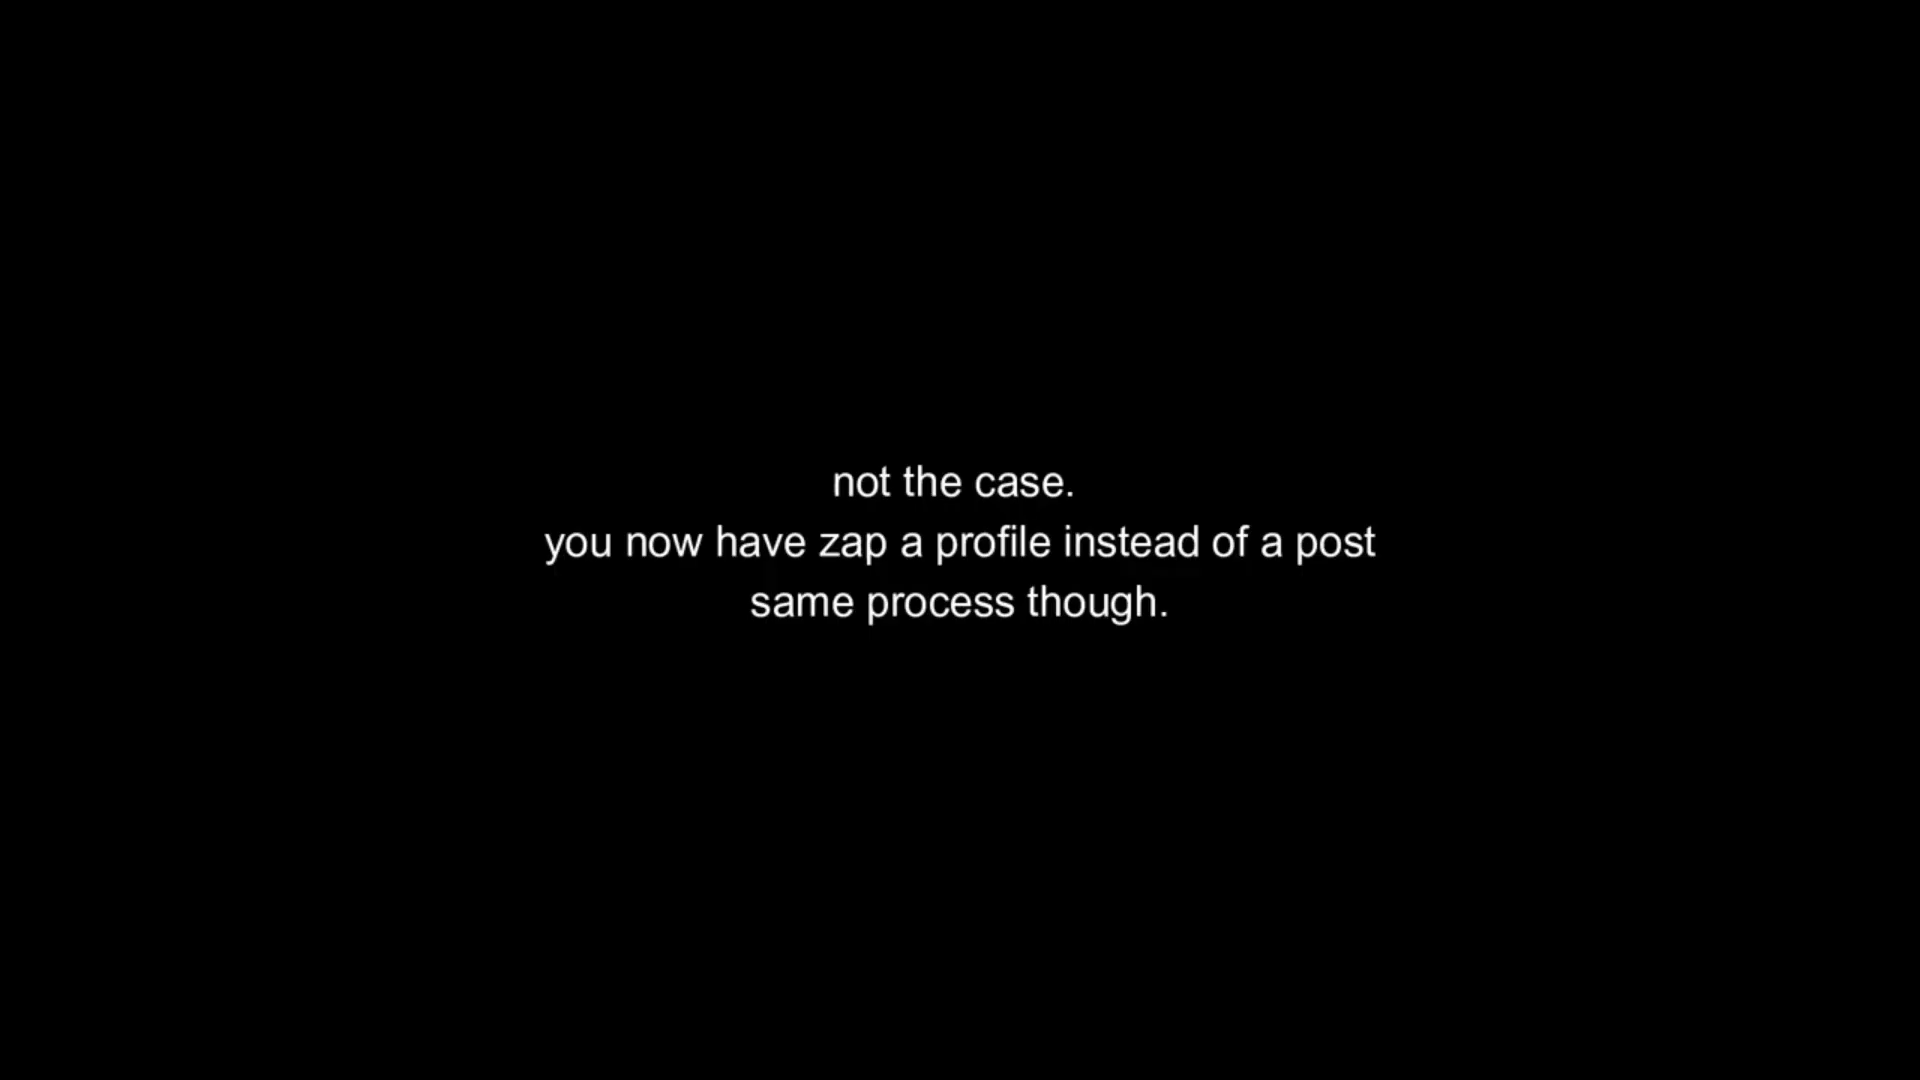 not the case.
you now have zap a profile instead of a post
same process though.